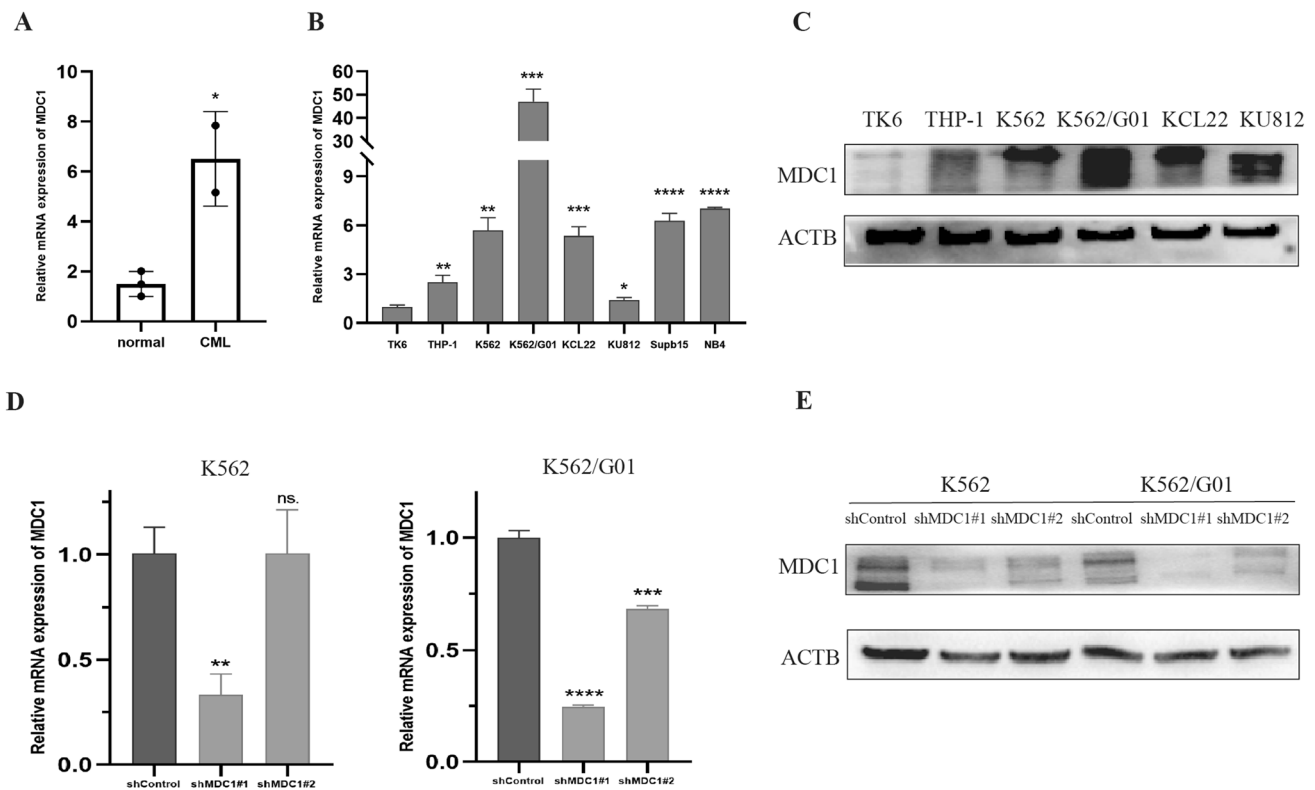 A
Relative mRNA expression of MDC1
10
8
6
4
2
0
*
normal CML
B
Relative mRNA expression of MDC1
60
50
40
30
9
6
3
0
** ** *** *** * **** ****
TK6 THP-1 K562 K562/G01 KCL22 KU812 Supb15 NB4
C
TK6 THP-1 K562 K562/G01 KCL22 KU812
MDC1
ACTB
D
K562
Relative mRNA expression of MDC1
1.0
0.5
0.0
** ns.
shControl shMDC1#1 shMDC1#2
K562/G01
Relative mRNA expression of MDC1
1.0
0.5
0.0
**** ***
shControl shMDC1#1 shMDC1#2
E
K562 K562/G01
shControl shMDC1#1 shMDC1#2 shControl shMDC1#1 shMDC1#2
MDC1
ACTB